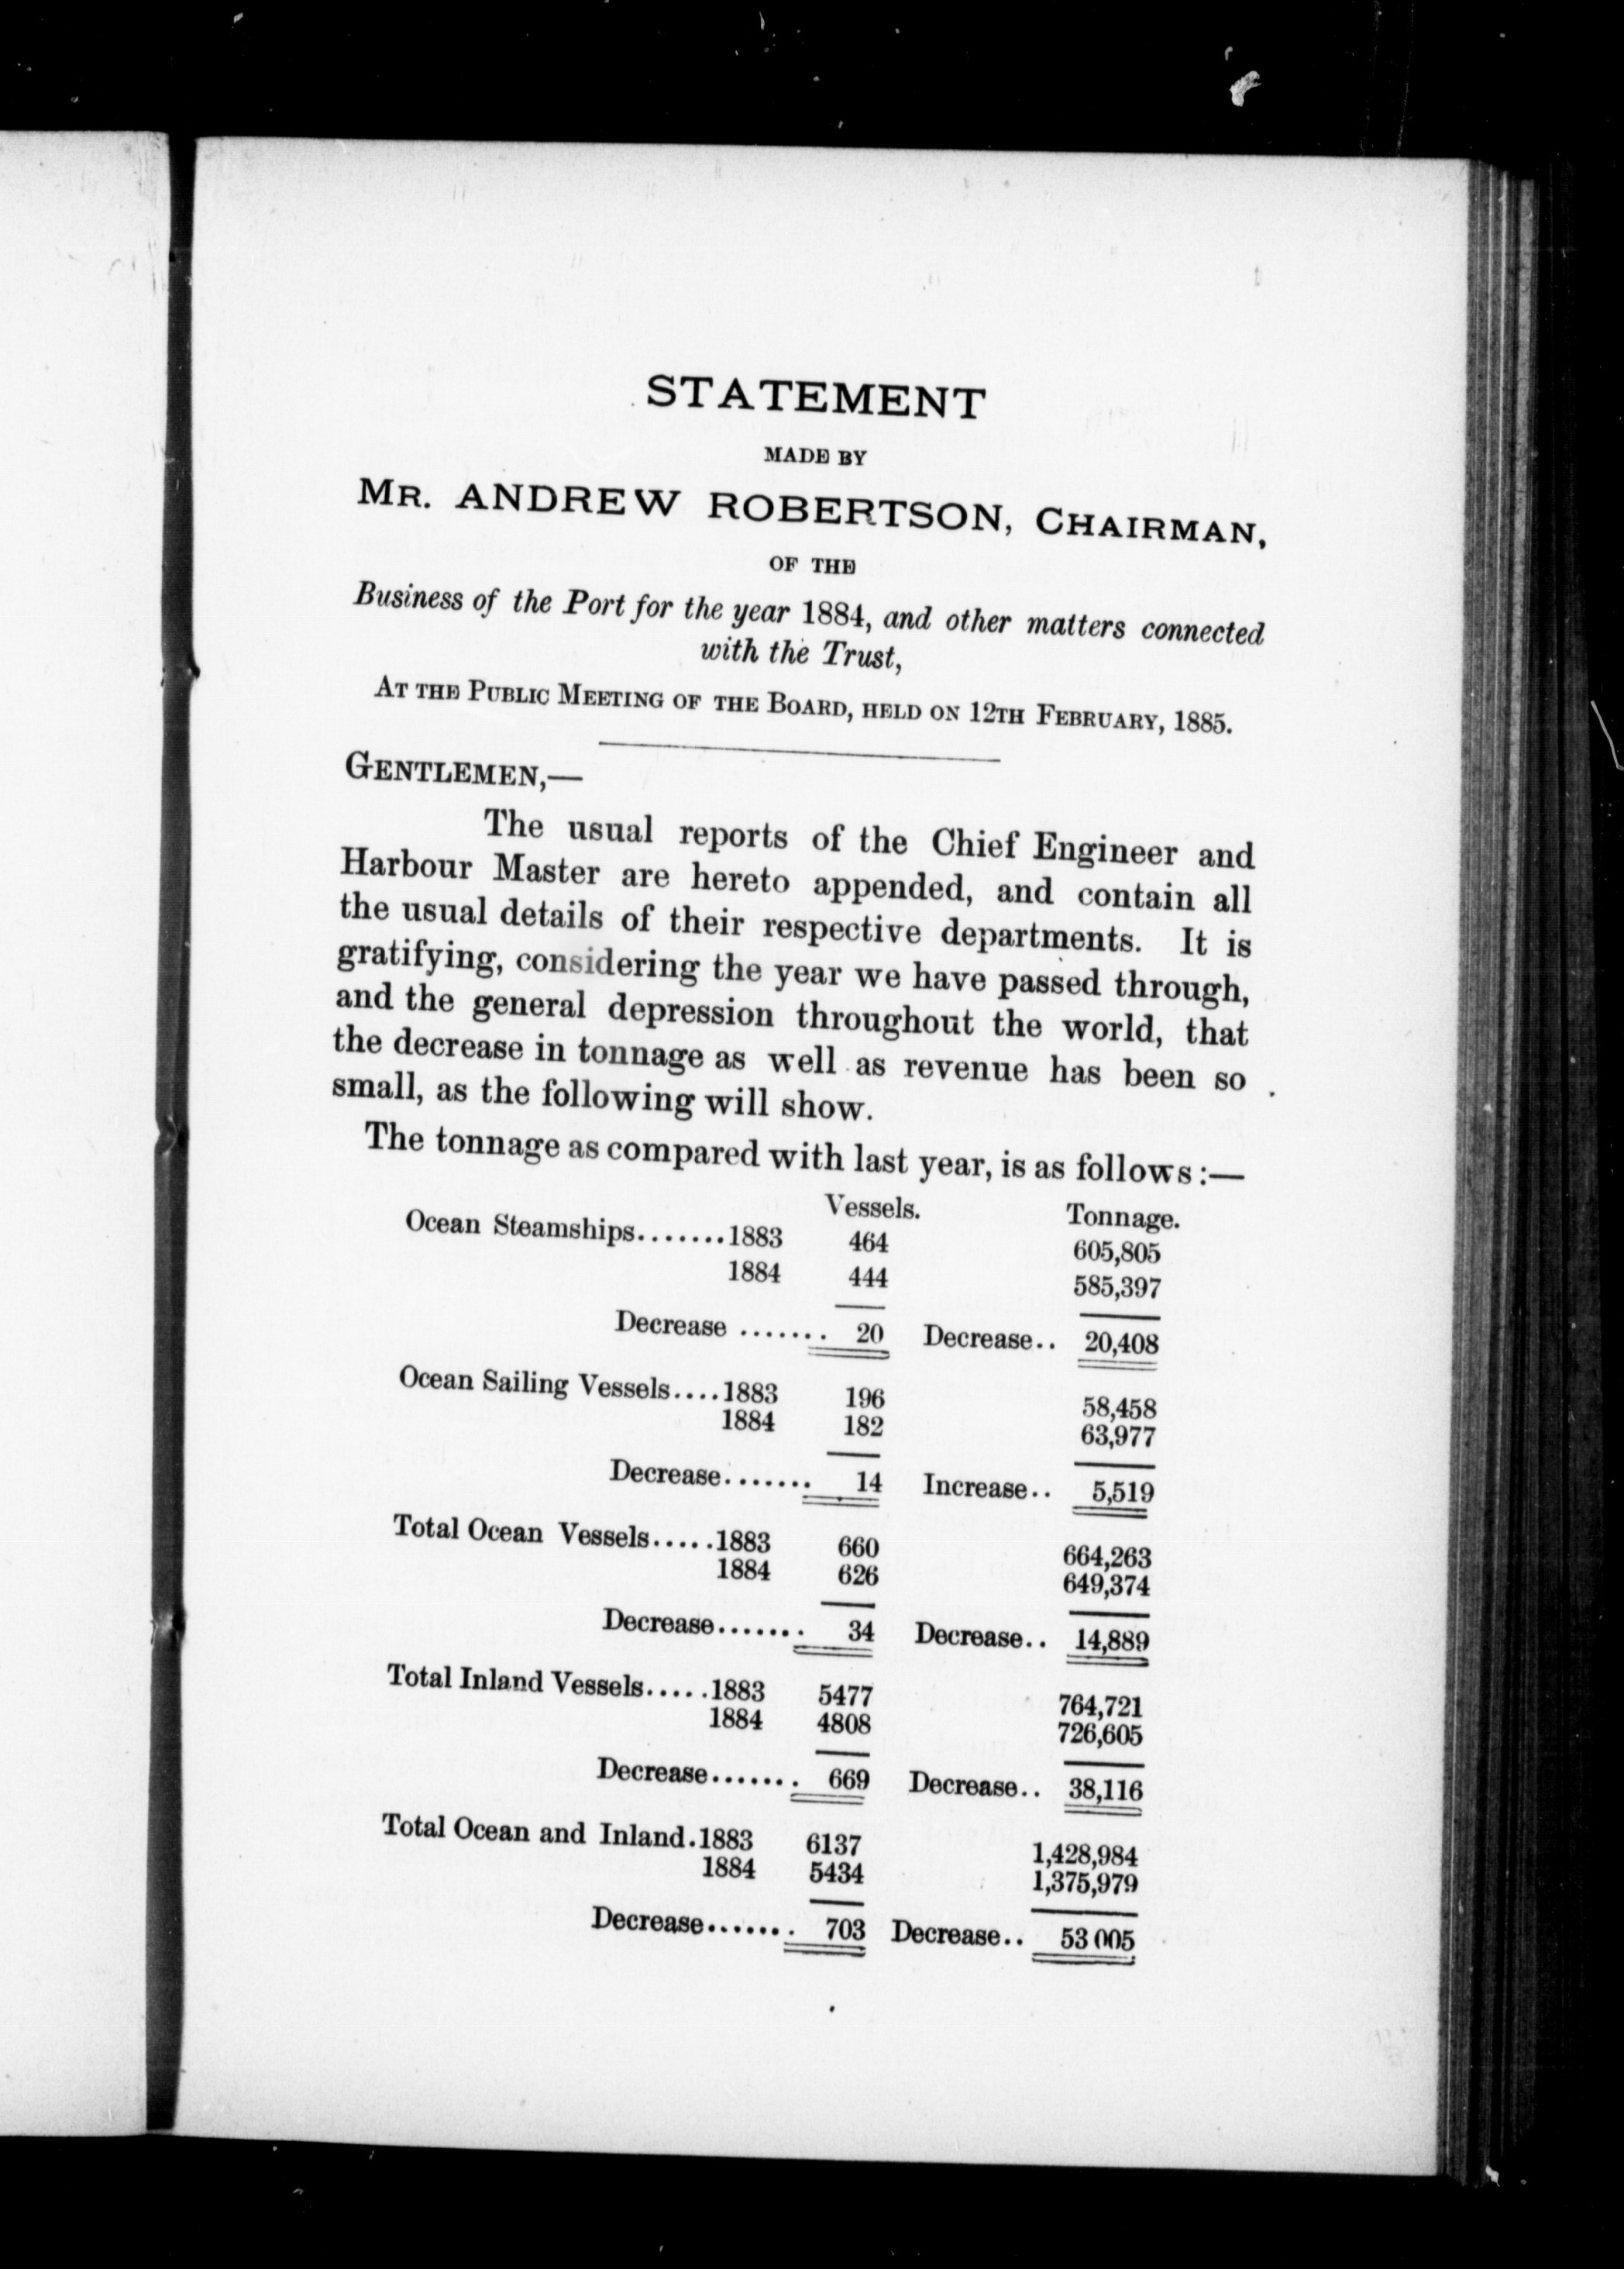 STATEMENT
MADE BY
MR. ANDREW ROBERTSON, CHAIRMAN,
OF THE
Business of the Port for the year 1884, and other matters connected
with the Trust,
AT THE PUBLIC MEETING OF THE BOARD, HELD ON 12TH FEBRUARY, 1885.
GENTLEMEN,—
The usual reports of the Chief Engineer and
Harbour Master are hereto appended, and contain all
the usual details of their respective departments. It is
gratifying, considering the year we have passed through,
and the general depression throughout the world, that
the decrease in tonnage as well as revenue has been so
small, as the following will show.
The tonnage as compared with last year, is as follows:—
Vessels. Tonnage.
Ocean Steamships.......1883 464 605,805
1884 444 585,397
Decrease ....... 20 Decrease.. 20,408
Ocean Sailing Vessels....1883 196 58,458
1884 182 63,977
Decrease....... 14 Increase.. 5,519
Total Ocean Vessels.....1883 660 664,263
1884 626 649,374
Decrease....... 34 Decrease.. 14,889
Total Inland Vessels.....1883 5477 764,721
1884 4808 726,605
Decrease....... 669 Decrease.. 38,116
Total Ocean and Inland.1883 6137 1,428,984
1884 5434 1,375,979
Decrease....... 703 Decrease.. 53 005